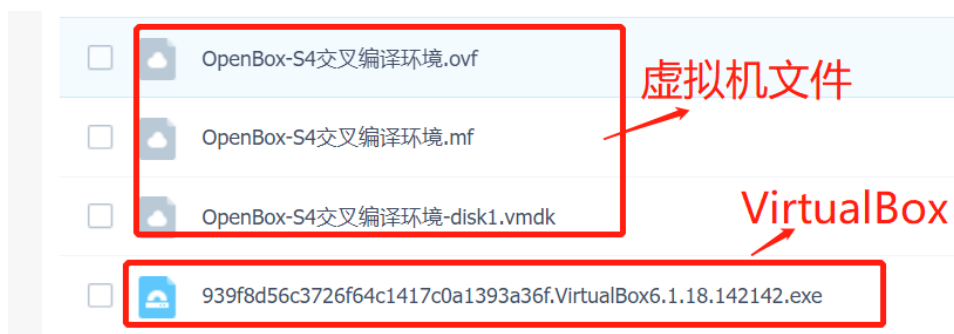 OpenBox-S4交叉编译环境.ovf
虚拟机文件
OpenBox-S4交叉编译环境.mf
OpenBox-S4交叉编译环境-disk1.vmdk
VirtualBox
939f8d56c3726f64c1417c0a1393a36f.VirtualBox6.1.18.142142.exe